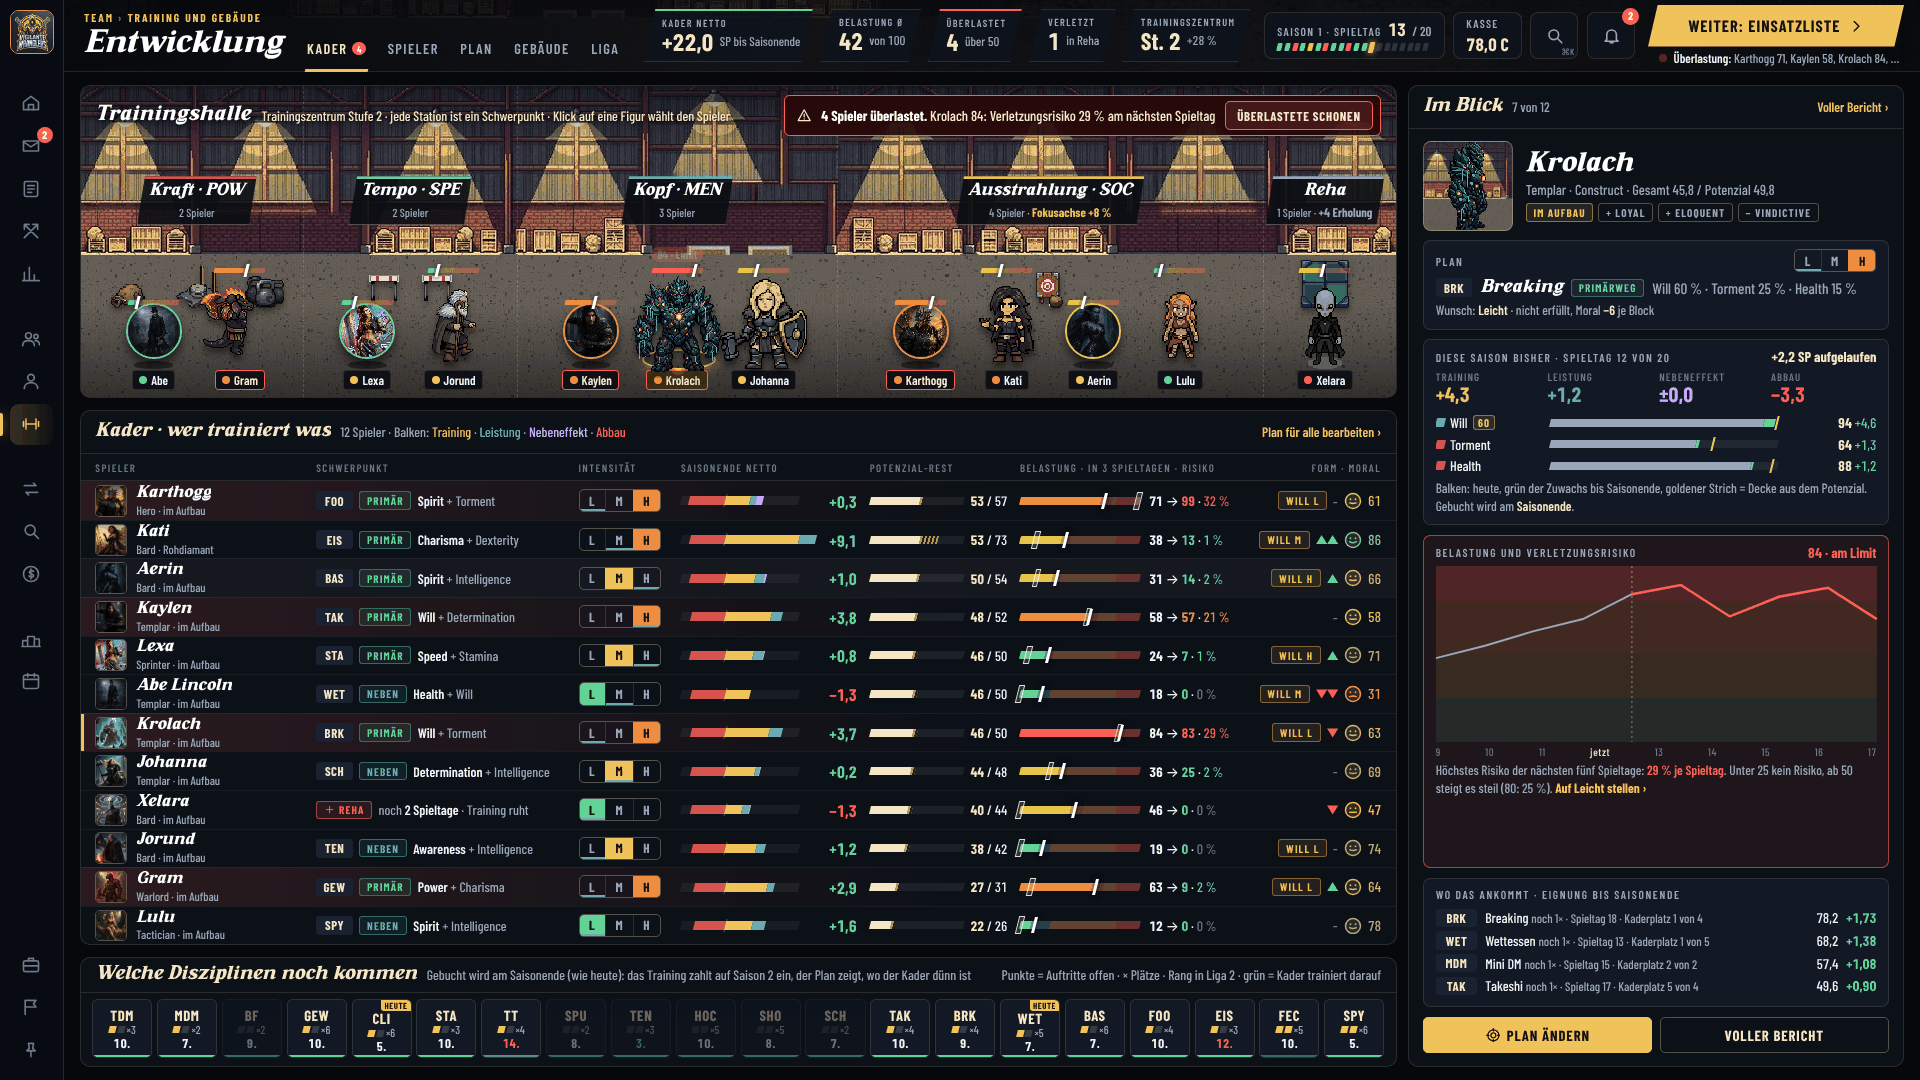 TEAM › TRAINING UND GEBÄUDE
Entwicklung
KADER 4
SPIELER
PLAN
GEBÄUDE
LIGA
KADER NETTO
+22,0 SP bis Saisonende
BELASTUNG Ø
42 von 100
ÜBERLASTET
4 über 50
VERLETZT
1 in Reha
TRAININGSZENTRUM
St. 2 +28 %
SAISON 1 · SPIELTAG 13 / 20
KASSE
78,0 C
⌘K
2
WEITER: EINSATZLISTE
Überlastung: Karthogg 71, Kaylen 58, Krolach 84, ...
2
Trainingshalle Trainingszentrum Stufe 2 · jede Station ist ein Schwerpunkt · Klick auf eine Figur wählt den Spieler
4 Spieler überlastet. Krolach 84: Verletzungsrisiko 29 % am nächsten Spieltag
ÜBERLASTETE SCHONEN
Kraft · POW
2 Spieler
Tempo · SPE
2 Spieler
Kopf · MEN
3 Spieler
Ausstrahlung · SOC
4 Spieler · Fokusachse +8 %
Reha
1 Spieler · +4 Erholung
Abe
Gram
Lexa
Jorund
Kaylen
Krolach
Johanna
Karthogg
Kati
Aerin
Lulu
Xelara
Kader · wer trainiert was 12 Spieler · Balken: Training · Leistung · Nebeneffekt · Abbau
Plan für alle bearbeiten ›
SPIELER SCHWERPUNKT INTENSITÄT SAISONENDE NETTO POTENZIAL-REST BELASTUNG · IN 3 SPIELTAGEN · RISIKO FORM · MORAL
Karthogg
Hero · im Aufbau
FOO PRIMÄR Spirit + Torment L M H +0,3 53 / 57 71 → 99 · 32 % WILL L - 61
Kati
Bard · Rohdiamant
EIS PRIMÄR Charisma + Dexterity L M H +9,1 53 / 73 38 → 13 · 1 % WILL M 86
Aerin
Bard · im Aufbau
BAS PRIMÄR Spirit + Intelligence L M H +1,0 50 / 54 31 → 14 · 2 % WILL H 66
Kaylen
Templar · im Aufbau
TAK PRIMÄR Will + Determination L M H +3,8 48 / 52 58 → 57 · 21 % - 58
Lexa
Sprinter · im Aufbau
STA PRIMÄR Speed + Stamina L M H +0,8 46 / 50 24 → 7 · 1 % WILL H 71
Abe Lincoln
Templar · im Aufbau
WET NEBEN Health + Will L M H −1,3 46 / 50 18 → 0 · 0 % WILL M 31
Krolach
Templar · im Aufbau
BRK PRIMÄR Will + Torment L M H +3,7 46 / 50 84 → 83 · 29 % WILL L 63
Johanna
Templar · im Aufbau
SCH NEBEN Determination + Intelligence L M H +0,2 44 / 48 36 → 25 · 2 % - 69
Xelara
Bard · im Aufbau
+ REHA noch 2 Spieltage · Training ruht L M H −1,3 40 / 44 46 → 0 · 0 % 47
Jorund
Bard · im Aufbau
TEN NEBEN Awareness + Intelligence L M H +1,2 38 / 42 19 → 0 · 0 % WILL L - 74
Gram
Warlord · im Aufbau
GEW PRIMÄR Power + Charisma L M H +2,9 27 / 31 63 → 9 · 2 % WILL L 64
Lulu
Tactician · im Aufbau
SPY NEBEN Spirit + Intelligence L M H +1,6 22 / 26 12 → 0 · 0 % - 78
Welche Disziplinen noch kommen Gebucht wird am Saisonende (wie heute): das Training zahlt auf Saison 2 ein, der Plan zeigt, wo der Kader dünn ist
Punkte = Auftritte offen · × Plätze · Rang in Liga 2 · grün = Kader trainiert darauf
TDM ×3 10.
MDM ×2 7.
BF ×2 9.
GEW ×6 10.
HEUTE CLI ×6 5.
STA ×3 10.
TT ×4 14.
SPU ×2 8.
TEN ×3 3.
HOC ×5 10.
SHO ×5 8.
SCH ×2 7.
TAK ×4 10.
BRK ×4 9.
HEUTE WET ×5 7.
BAS ×6 7.
FOO ×4 10.
EIS ×3 12.
FEC ×5 10.
SPY ×6 5.
Im Blick 7 von 12
Voller Bericht ›
Krolach
Templar · Construct · Gesamt 45,8 / Potenzial 49,8
IM AUFBAU + LOYAL + ELOQUENT − VINDICTIVE
PLAN
L M H
BRK Breaking PRIMÄRWEG Will 60 % · Torment 25 % · Health 15 %
Wunsch: Leicht · nicht erfüllt, Moral −6 je Block
DIESE SAISON BISHER · SPIELTAG 12 VON 20
+2,2 SP aufgelaufen
TRAINING LEISTUNG NEBENEFFEKT ABBAU
+4,3 +1,2 ±0,0 −3,3
Will 60 94 +4,6
Torment 64 +1,3
Health 88 +1,2
Balken: heute, grün der Zuwachs bis Saisonende, goldener Strich = Decke aus dem Potenzial.
Gebucht wird am Saisonende.
BELASTUNG UND VERLETZUNGSRISIKO
84 · am Limit
9 10 11 jetzt 13 14 15 16 17
Höchstes Risiko der nächsten fünf Spieltage: 29 % je Spieltag. Unter 25 kein Risiko, ab 50
steigt es steil (80: 25 %). Auf Leicht stellen ›
WO DAS ANKOMMT · EIGNUNG BIS SAISONENDE
BRK Breaking noch 1× · Spieltag 18 · Kaderplatz 1 von 4 78,2 +1,73
WET Wettessen noch 1× · Spieltag 13 · Kaderplatz 1 von 5 68,2 +1,38
MDM Mini DM noch 1× · Spieltag 15 · Kaderplatz 2 von 2 57,4 +1,08
TAK Takeshi noch 1× · Spieltag 17 · Kaderplatz 5 von 4 49,6 +0,90
PLAN ÄNDERN
VOLLER BERICHT